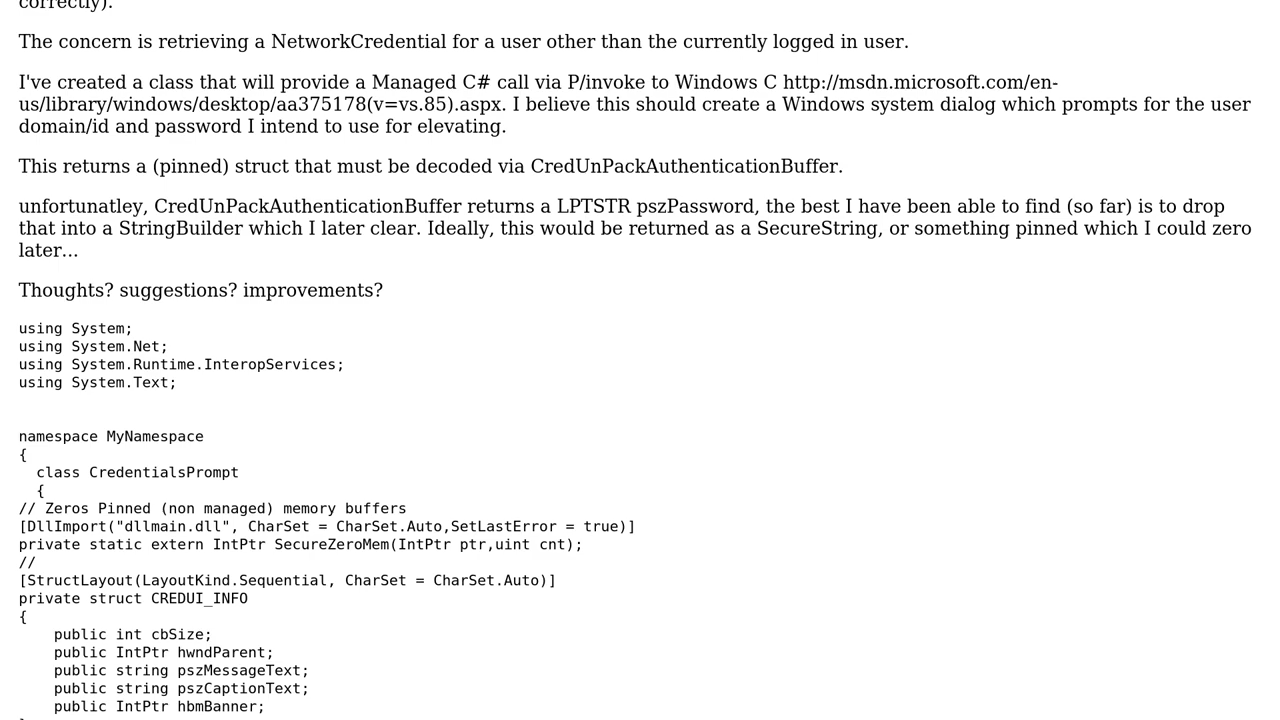 correctly).
The concern is retrieving a NetworkCredential for a user other than the currently logged in user.
I've created a class that will provide a Managed C# call via P/invoke to Windows C http://msdn.microsoft.com/en-
us/library/windows/desktop/aa375178(v=vs.85).aspx. I believe this should create a Windows system dialog which prompts for the user
domain/id and password I intend to use for elevating.
This returns a (pinned) struct that must be decoded via CredUnPackAuthenticationBuffer.
unfortunatley, CredUnPackAuthenticationBuffer returns a LPTSTR pszPassword, the best I have been able to find (so far) is to drop
that into a StringBuilder which I later clear. Ideally, this would be returned as a SecureString, or something pinned which I could zero
later...
Thoughts? suggestions? improvements?
using System;
using System.Net;
using System.Runtime.InteropServices;
using System.Text;
namespace MyNamespace
{
  class CredentialsPrompt
  {
// Zeros Pinned (non managed) memory buffers
[DllImport("dllmain.dll", CharSet = CharSet.Auto,SetLastError = true)]
private static extern IntPtr SecureZeroMem(IntPtr ptr,uint cnt);
//
[StructLayout(LayoutKind.Sequential, CharSet = CharSet.Auto)]
private struct CREDUI_INFO
{
    public int cbSize;
    public IntPtr hwndParent;
    public string pszMessageText;
    public string pszCaptionText;
    public IntPtr hbmBanner;